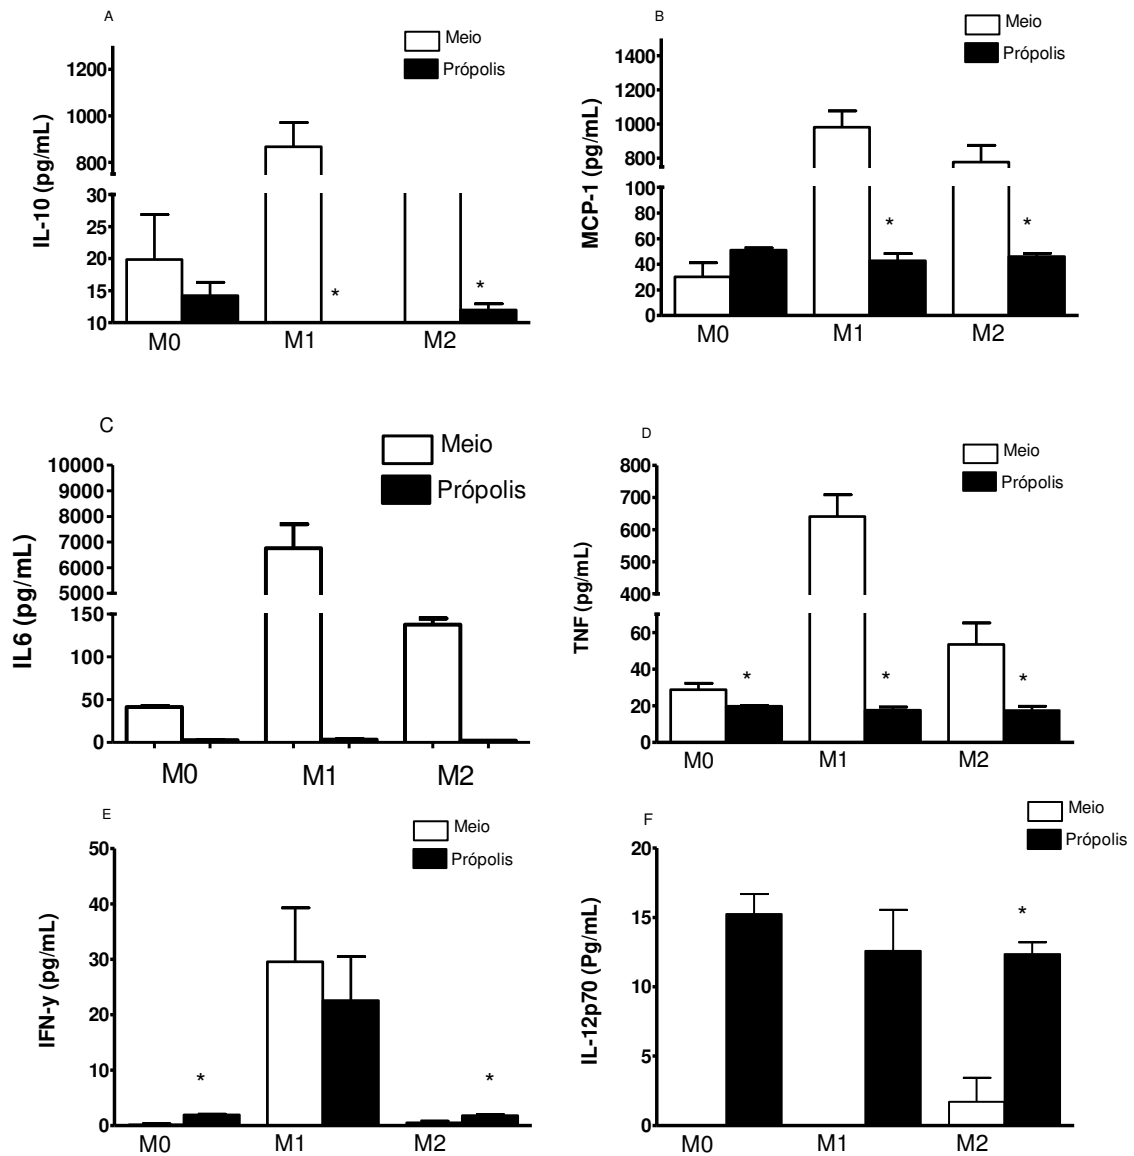 A
Meio
Própolis
IL-10 (pg/mL)
1200
1000
800
30
25
20
15
10
*
*
M0
M1
M2
B
Meio
Própolis
MCP-1 (pg/mL)
1400
1200
1000
800
600
100
80
60
40
20
0
*
*
M0
M1
M2
C
Meio
Própolis
IL6 (pg/mL)
10000
9000
8000
7000
6000
5000
150
100
50
0
M0
M1
M2
D
Meio
Própolis
TNF (pg/mL)
800
700
600
500
400
60
40
20
0
*
*
*
M0
M1
M2
E
Meio
Própolis
IFN-y (pg/mL)
50
40
30
20
10
0
*
*
M0
M1
M2
F
Meio
Própolis
IL-12p70 (Pg/mL)
20
15
10
5
0
*
M0
M1
M2